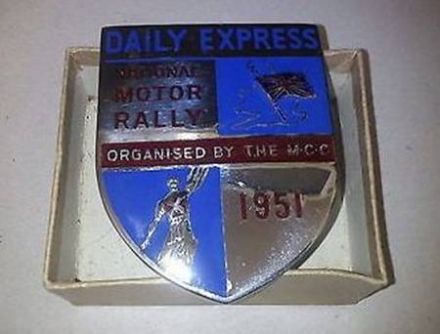 DAILY EXPRESS
NATIONAL
MOTOR
RALLY
ORGANISED BY THE M·C·C
1951